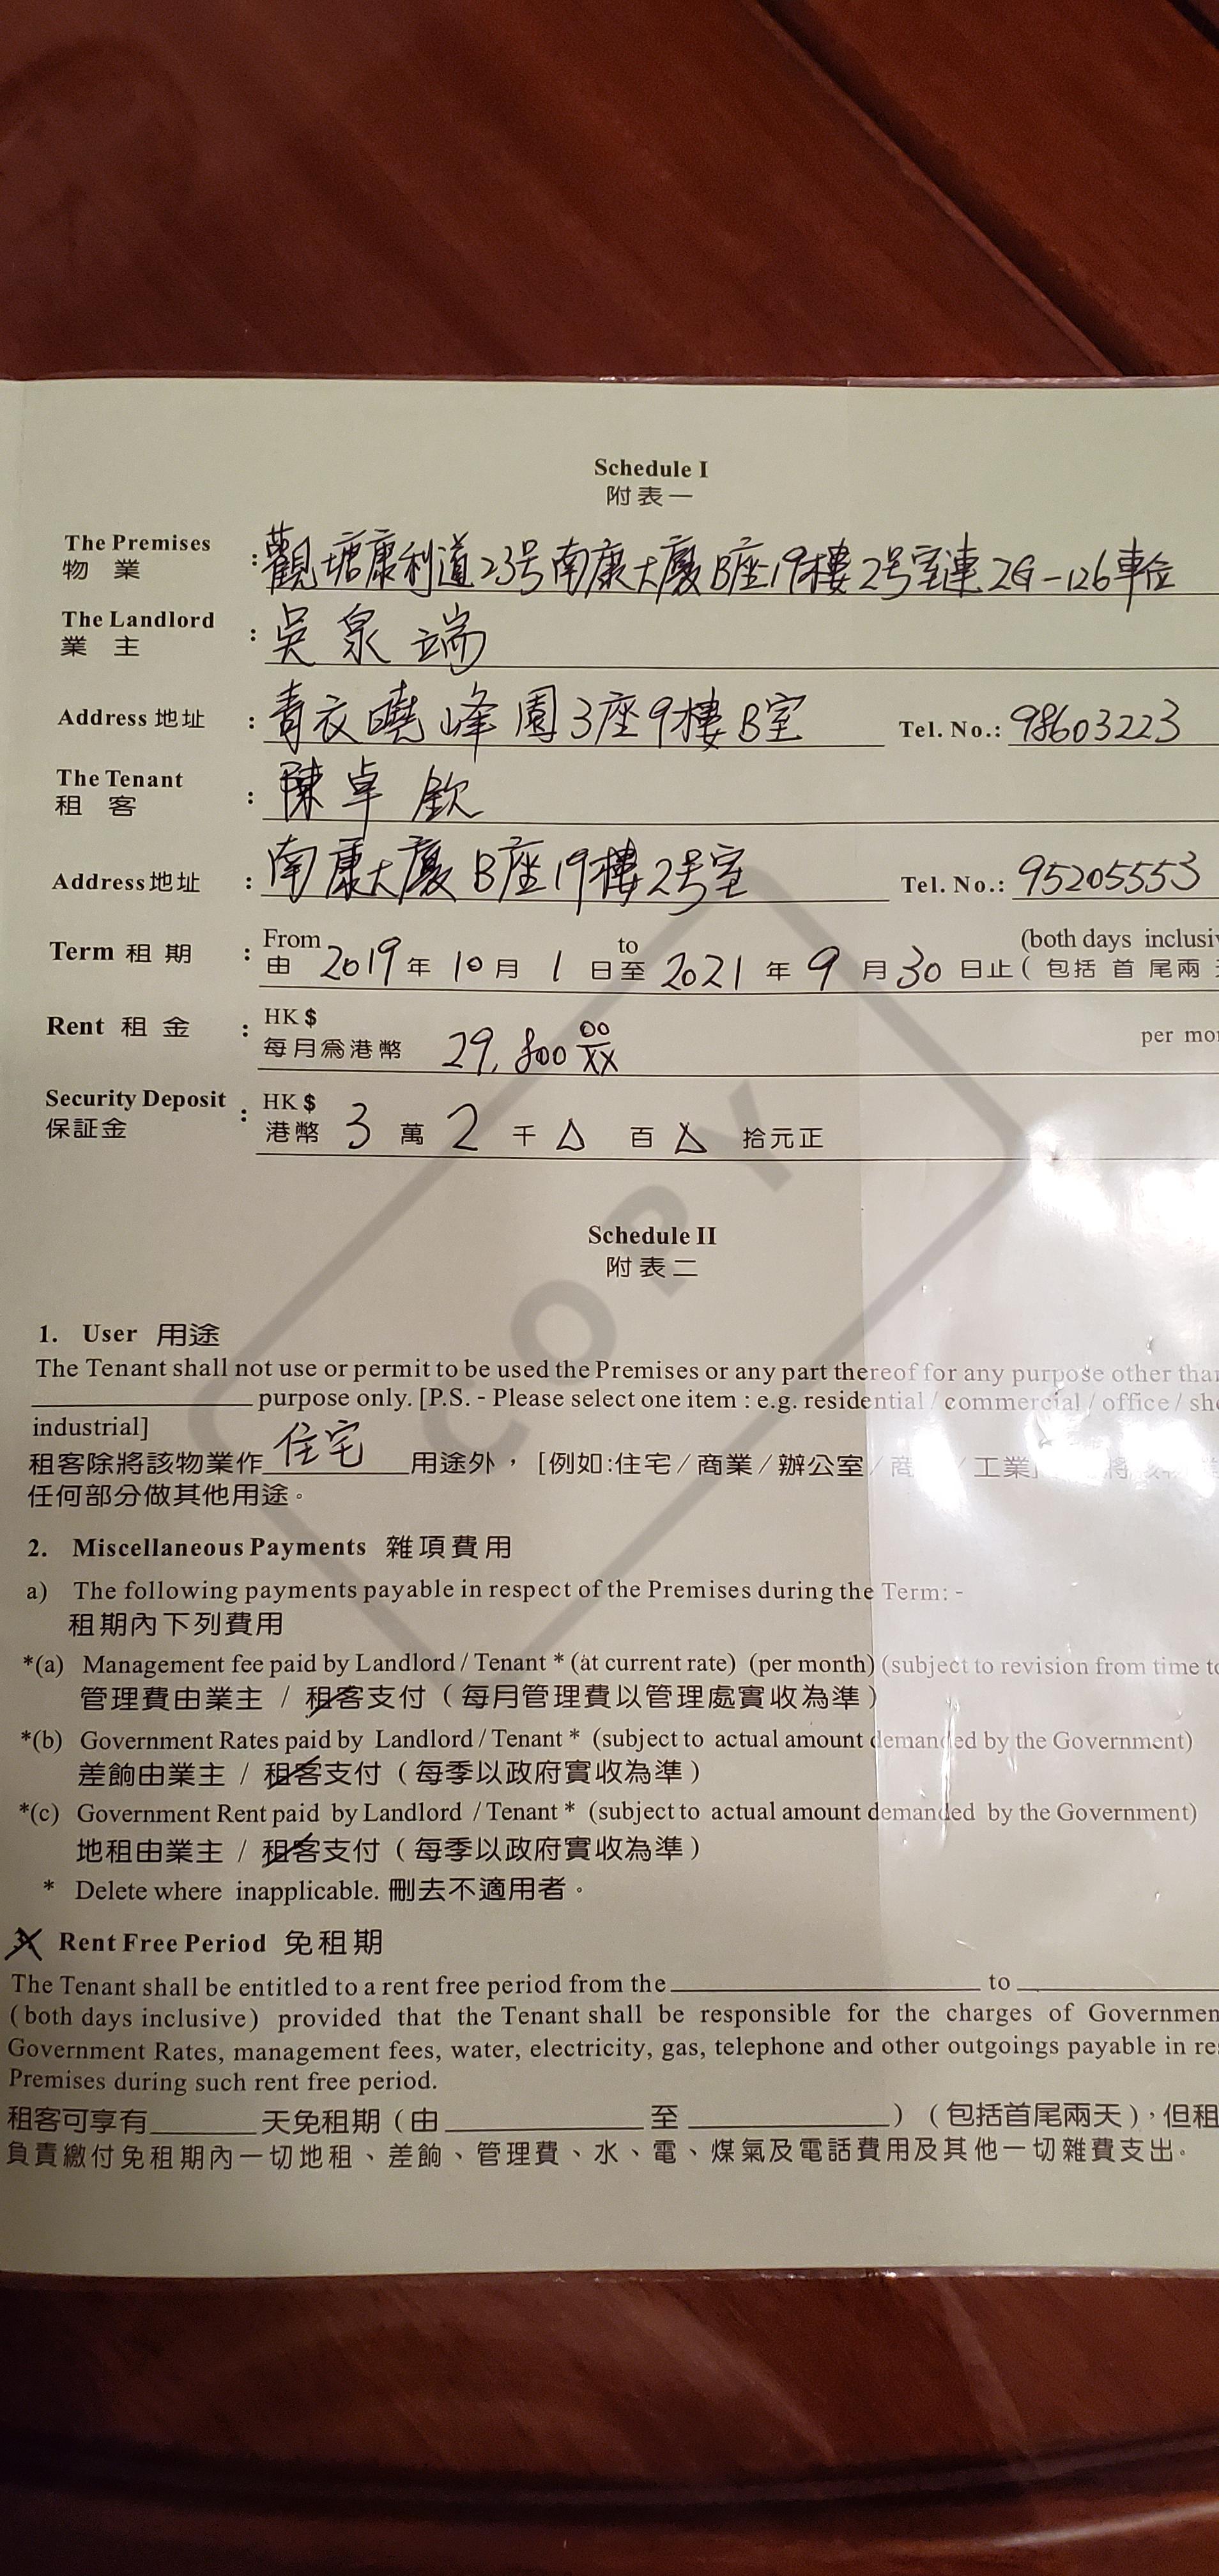 Schedule I
附表一
The Premises
物 業 : 觀塘康利道23号南康大廈B座19樓2号室連2G-126車位
The Landlord
業 主 : 吳泉端
Address 地址 : 青衣曉峰園3座9樓B室 Tel. No.: 98603223
The Tenant
租 客 : 陳卓欽
Address地址 : 南康大廈B座19樓2号室 Tel. No.: 95205553
Term 租 期 : From to (both days inclusiv
由 2019 年 10 月 1 日至 2021 年 9 月 30 日止 ( 包括 首 尾 兩
Rent 租 金 : HK $ per mo
每月為港幣 29,800 00/XX
Security Deposit : HK $
保証金 港幣 3 萬 2 千 △ 百 △ 拾元正
Schedule II
附表二
1. User 用途
The Tenant shall not use or permit to be used the Premises or any part thereof for any purpose other than
purpose only. [P.S. - Please select one item : e.g. residential / commercial / office / sh
industrial]
租客除將該物業作 住宅 用途外，[例如:住宅/商業/辦公室/商 / 工業]
任何部分做其他用途。
2. Miscellaneous Payments 雜項費用
a) The following payments payable in respect of the Premises during the Term: -
租期內下列費用
*(a) Management fee paid by Landlord / Tenant * (at current rate) (per month) (subject to revision from time to
管理費由業主 / 租客支付（每月管理費以管理處實收為準）
*(b) Government Rates paid by Landlord / Tenant * (subject to actual amount demanded by the Government)
差餉由業主 / 租客支付（每季以政府實收為準）
*(c) Government Rent paid by Landlord / Tenant * (subject to actual amount demanded by the Government)
地租由業主 / 租客支付（每季以政府實收為準）
* Delete where inapplicable. 刪去不適用者。
Rent Free Period 免租期
The Tenant shall be entitled to a rent free period from the to
(both days inclusive) provided that the Tenant shall be responsible for the charges of Governmen
Government Rates, management fees, water, electricity, gas, telephone and other outgoings payable in re
Premises during such rent free period.
租客可享有 天免租期（由 至 ）（包括首尾兩天），但租
負責繳付免租期內一切地租、差餉、管理費、水、電、煤氣及電話費用及其他一切雜費支出。
COPY